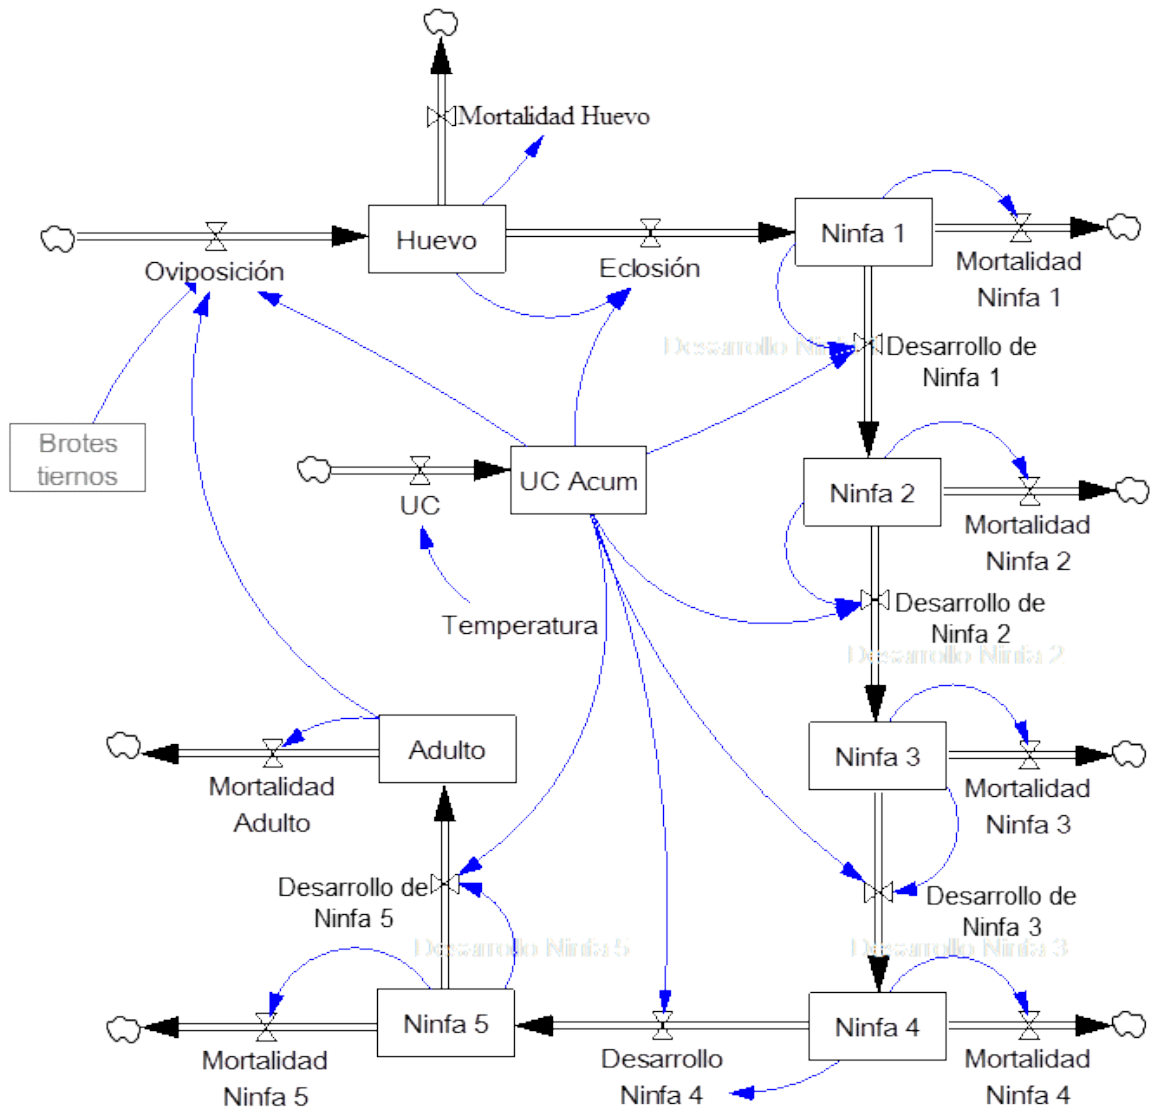 Mortalidad Huevo
Huevo
Ninfa 1
Oviposición
Eclosión
Mortalidad
Ninfa 1
Desarrollo de
Ninfa 1
Brotes
tiernos
UC Acum
UC
Ninfa 2
Mortalidad
Ninfa 2
Temperatura
Desarrollo de
Ninfa 2
Desarrollo Ninfa 2
Adulto
Ninfa 3
Mortalidad
Adulto
Mortalidad
Ninfa 3
Desarrollo de
Ninfa 5
Desarrollo de
Ninfa 3
Desarrollo Ninfa 5
Desarrollo Ninfa 3
Ninfa 5
Ninfa 4
Mortalidad
Ninfa 5
Desarrollo
Ninfa 4
Mortalidad
Ninfa 4